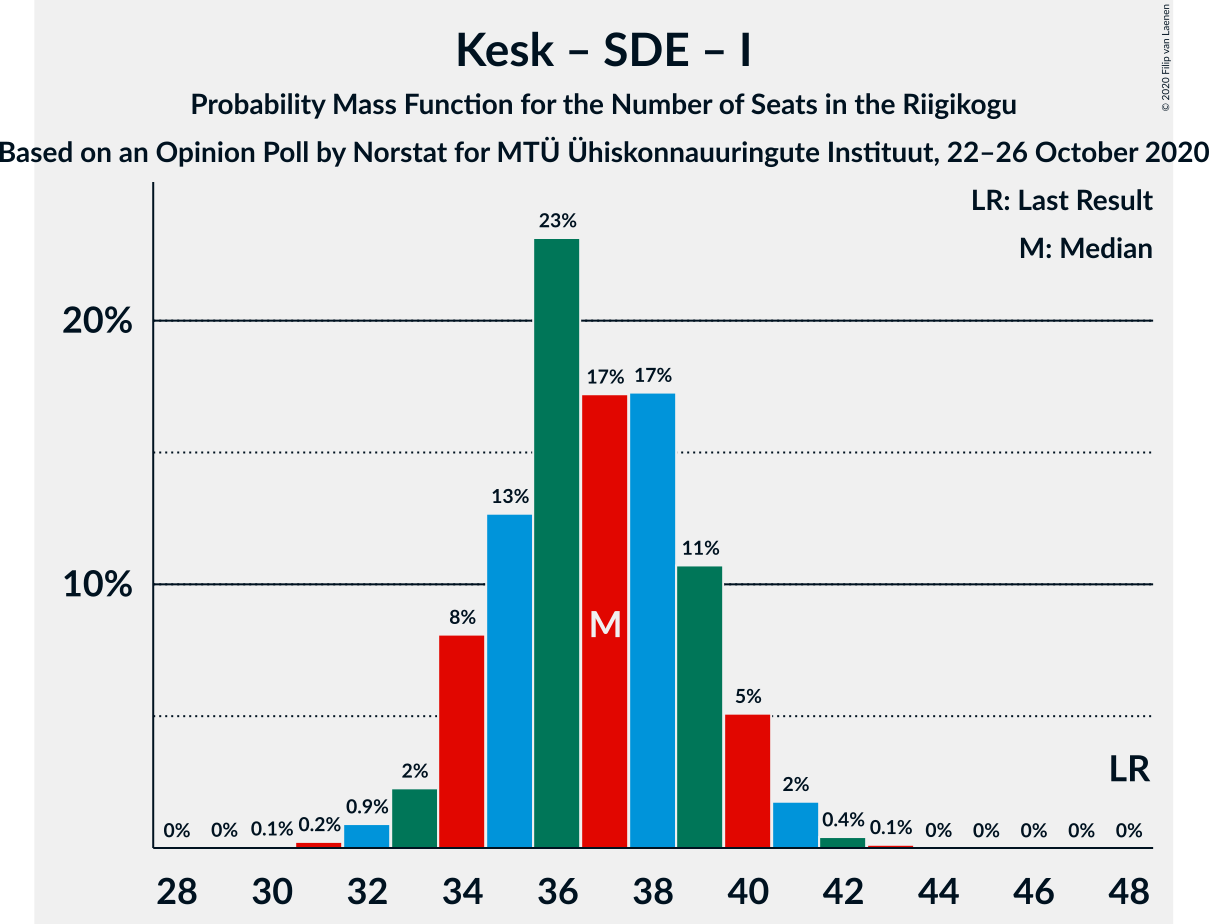 Kesk – SDE – I
Probability Mass Function for the Number of Seats in the Riigikogu
Based on an Opinion Poll by Norstat for MTÜ Ühiskonnauuringute Instituut, 22–26 October 2020
© 2020 Filip van Laenen
LR: Last Result
M: Median
23%
20%
17% 17%
13%
11%
10%
8%
M
5%
LR
2% 2%
0% 0% 0.1% 0.2% 0.9% 0.4% 0.1% 0% 0% 0% 0% 0%
28 30 32 34 36 38 40 42 44 46 48